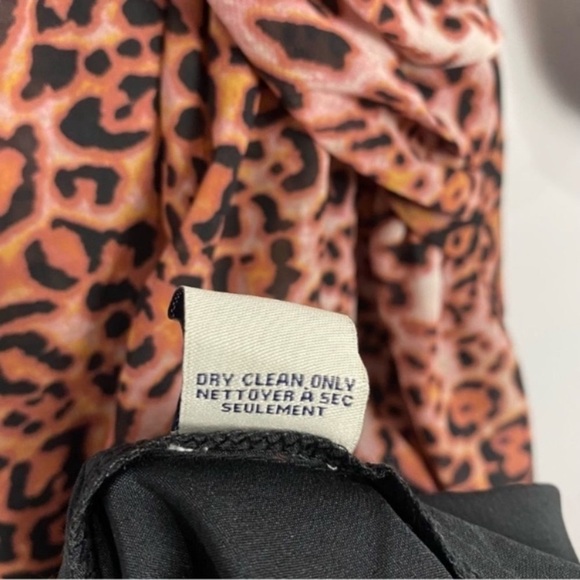 DRY CLEAN ONLY
NETTOYER A SEC
SEULEMENT